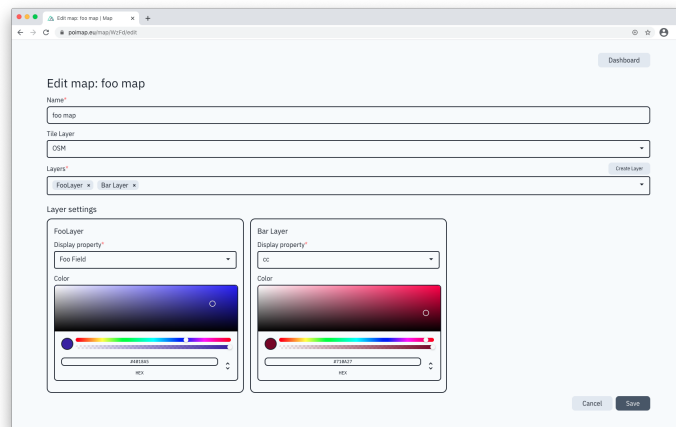 Edit map: foo map | Map
poimap.eu/map/WzFd/edit
Dashboard
Edit map: foo map
Name*
foo map
Tile Layer
OSM
Layers*
Create Layer
FooLayer × Bar Layer ×
Layer settings
FooLayer
Display property*
Foo Field
Color
#401BA5
HEX
Bar Layer
Display property*
cc
Color
#710A27
HEX
Cancel
Save